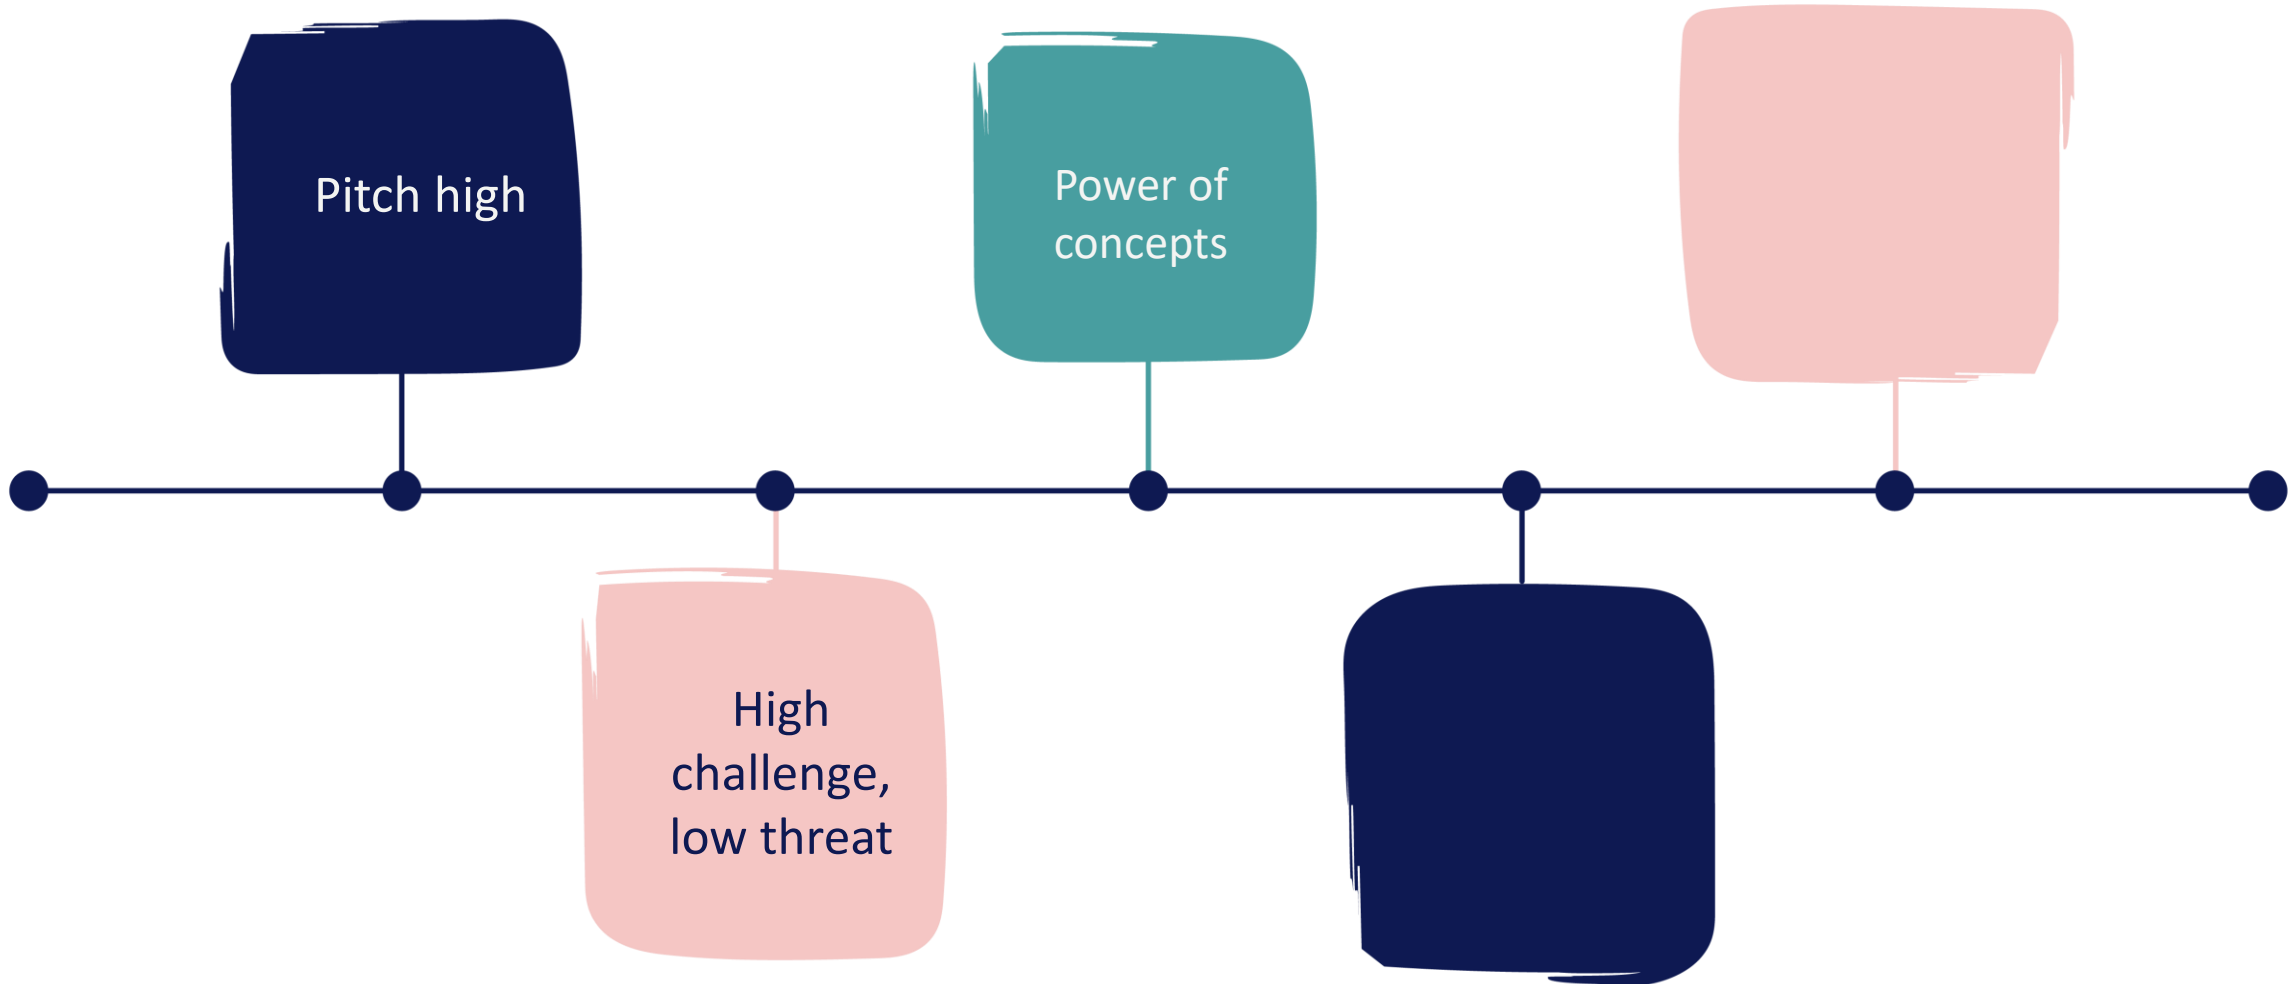 Pitch high
High
challenge,
low threat
Power of
concepts